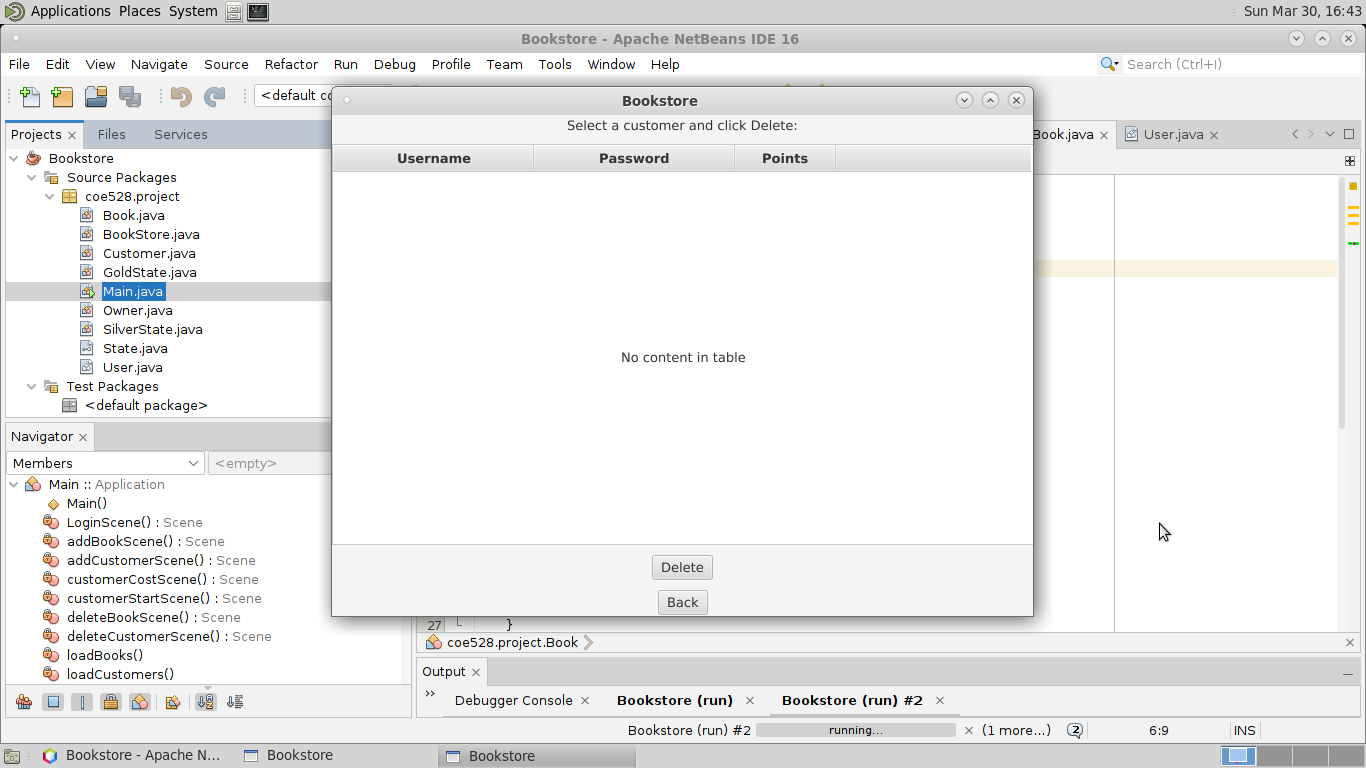 Applications Places System
Sun Mar 30, 16:43
Bookstore - Apache NetBeans IDE 16
File Edit View Navigate Source Refactor Run Debug Profile Team Tools Window Help
Search (Ctrl+I)
<default co
Projects Files Services
Book.java User.java
Bookstore
Source Packages
coe528.project
Book.java
BookStore.java
Customer.java
GoldState.java
Main.java
Owner.java
SilverState.java
State.java
User.java
Test Packages
<default package>
Navigator
Members <empty>
Main :: Application
Main()
LoginScene() : Scene
addBookScene() : Scene
addCustomerScene() : Scene
customerCostScene() : Scene
customerStartScene() : Scene
deleteBookScene() : Scene
deleteCustomerScene() : Scene
loadBooks()
loadCustomers()
Bookstore
Select a customer and click Delete:
Username Password Points
No content in table
Delete
Back
27 }
coe528.project.Book
Output
Debugger Console Bookstore (run) Bookstore (run) #2
Bookstore (run) #2 running... (1 more...) 2 6:9 INS
Bookstore - Apache N... Bookstore Bookstore